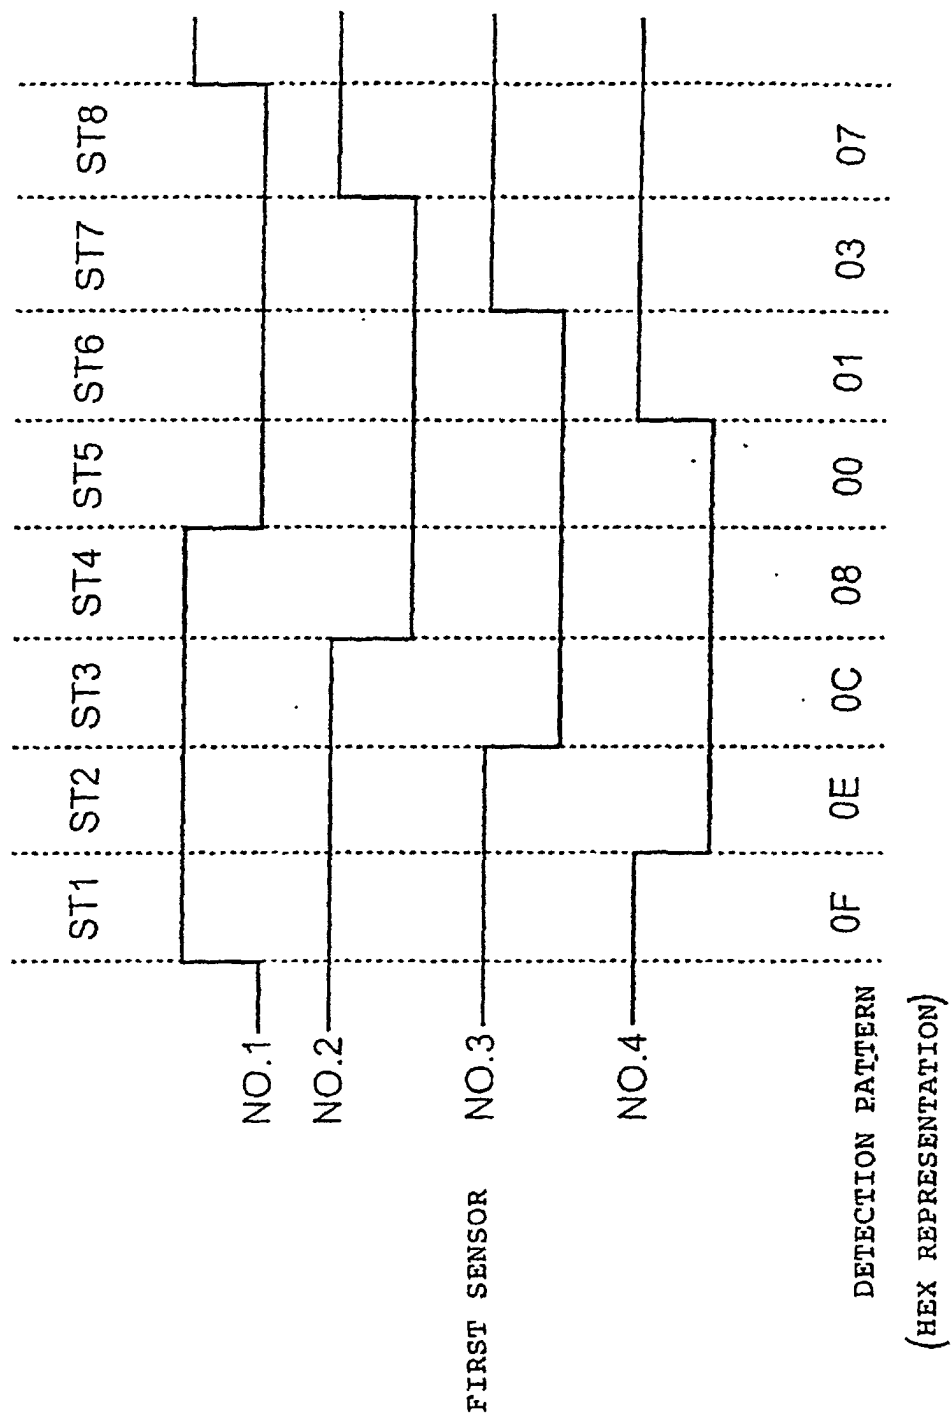 ST1 ST2 ST3 ST4 ST5 ST6 ST7 ST8
NO.1
NO.2
FIRST SENSOR
NO.3
NO.4
DETECTION PATTERN
0F 0E 0C 08 00 01 03 07
(HEX REPRESENTATION)